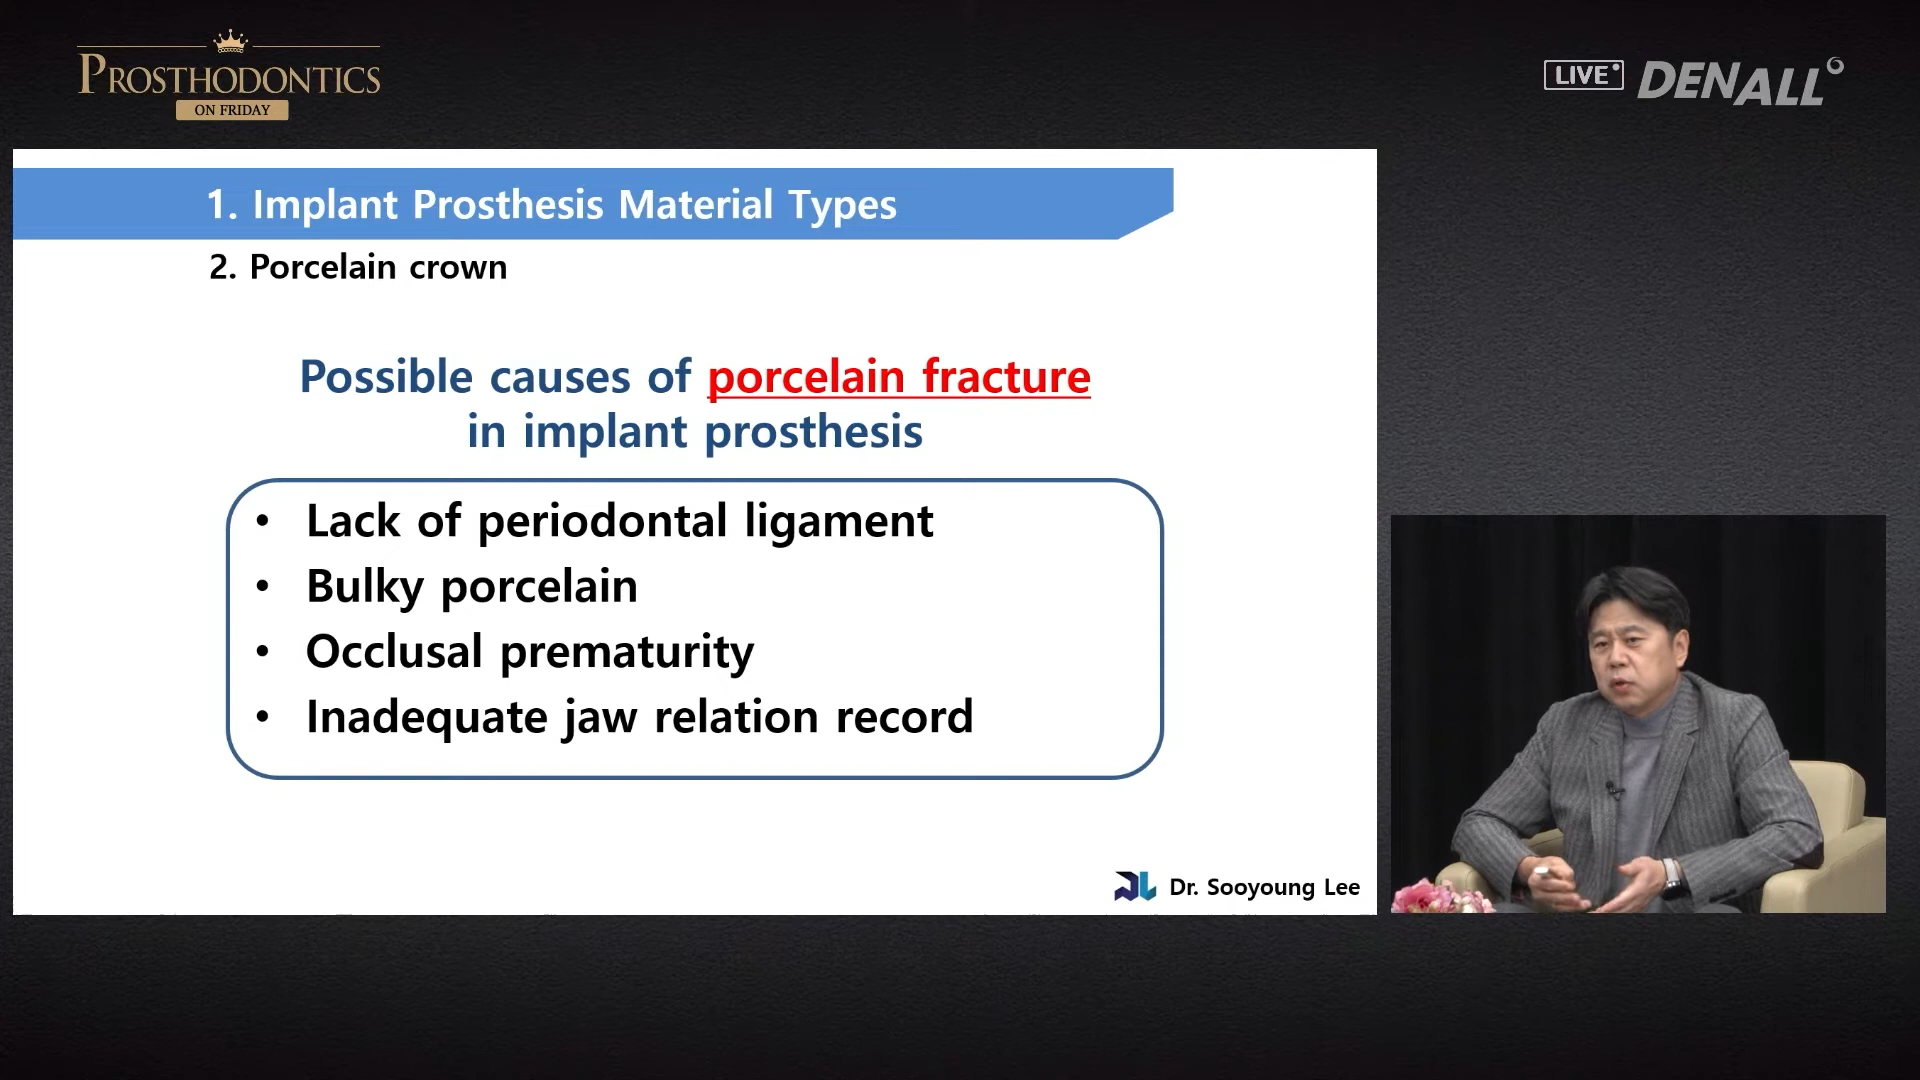 PROSTHODONTICS
ON FRIDAY
LIVE
DENALL
1. Implant Prosthesis Material Types
2. Porcelain crown
Possible causes of porcelain fracture
in implant prosthesis
• Lack of periodontal ligament
• Bulky porcelain
• Occlusal prematurity
• Inadequate jaw relation record
Dr. Sooyoung Lee